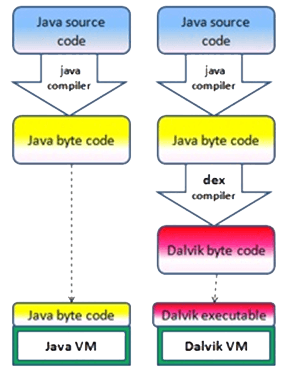 Java source
code
java
compiler
Java byte code
Java byte code
Java VM
Java source
code
java
compiler
Java byte code
dex
compiler
Dalvik byte code
Dalvik executable
Dalvik VM